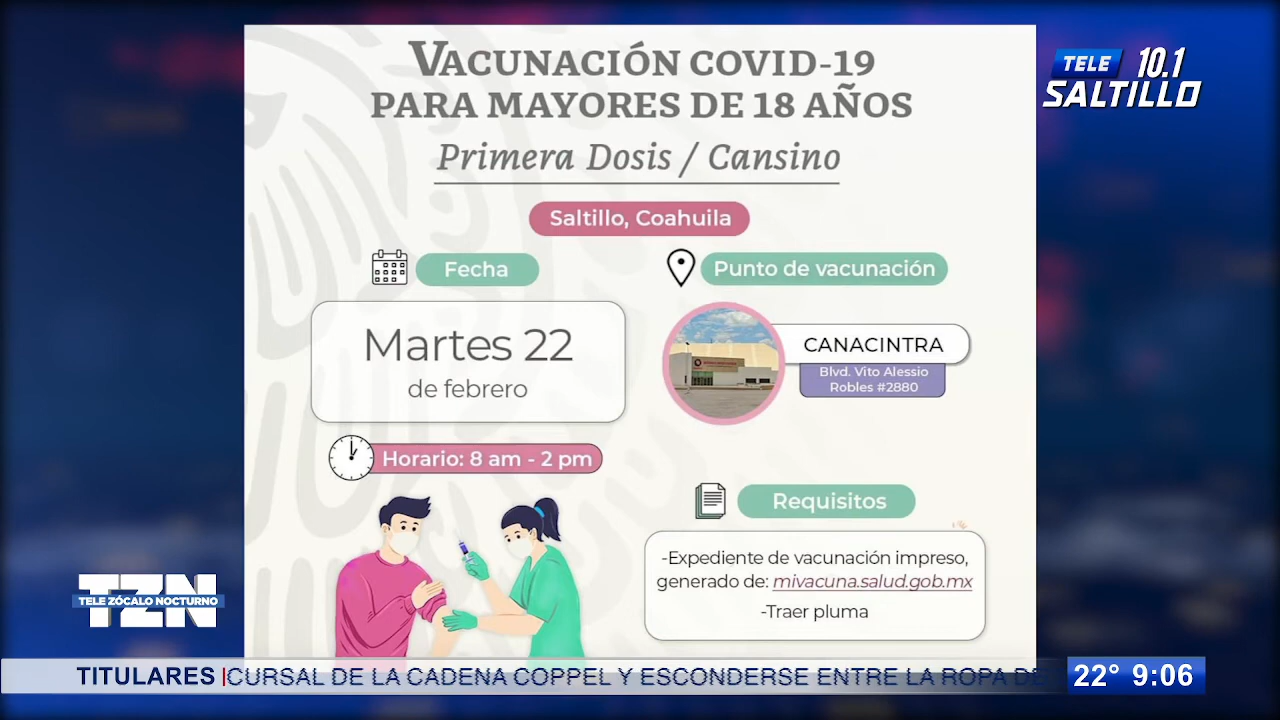 VACUNACIÓN COVID-19
PARA MAYORES DE 18 AÑOS
Primera Dosis / Cansino
Saltillo, Coahuila
Fecha
Martes 22
de febrero
Horario: 8 am - 2 pm
Punto de vacunación
CANACINTRA
Blvd. Vito Alessio
Robles #2880
Requisitos
-Expediente de vacunación impreso,
generado de: mivacuna.salud.gob.mx
-Traer pluma
TELE 10.1
SALTILLO
TZN
TELE ZÓCALO NOCTURNO
TITULARES CURSAL DE LA CADENA COPPEL Y ESCONDERSE ENTRE LA ROPA DE
22° 9:06